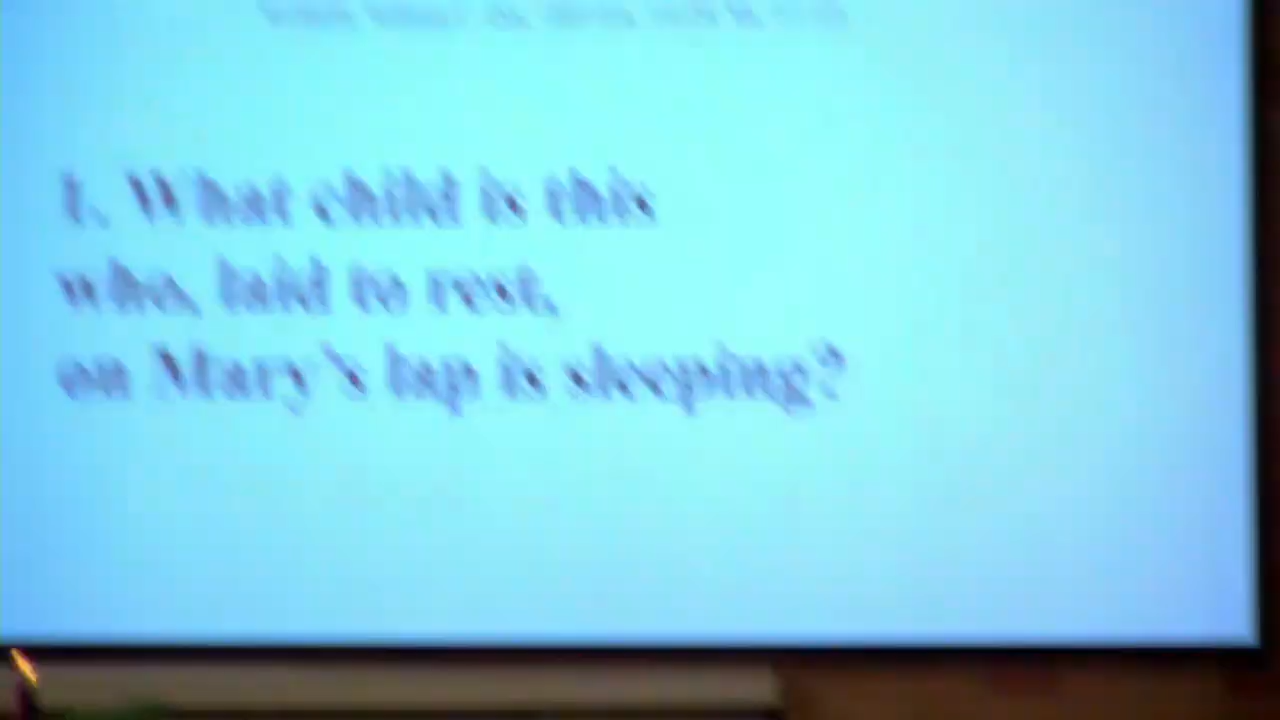 1. What child is this
who, laid to rest,
on Mary's lap is sleeping?